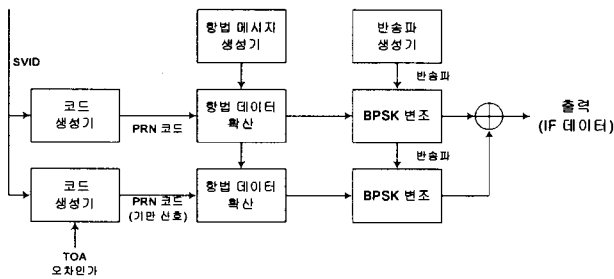 항법 메시지
생성기
반송파
생성기
SVID
반송파
출력
(IF 데이터)
코드
생성기
PRN 코드
항법 데이터
확산
BPSK 변조
반송파
코드
생성기
PRN 코드
(기만 신호)
항법 데이터
확산
BPSK 변조
TOA
오차인가